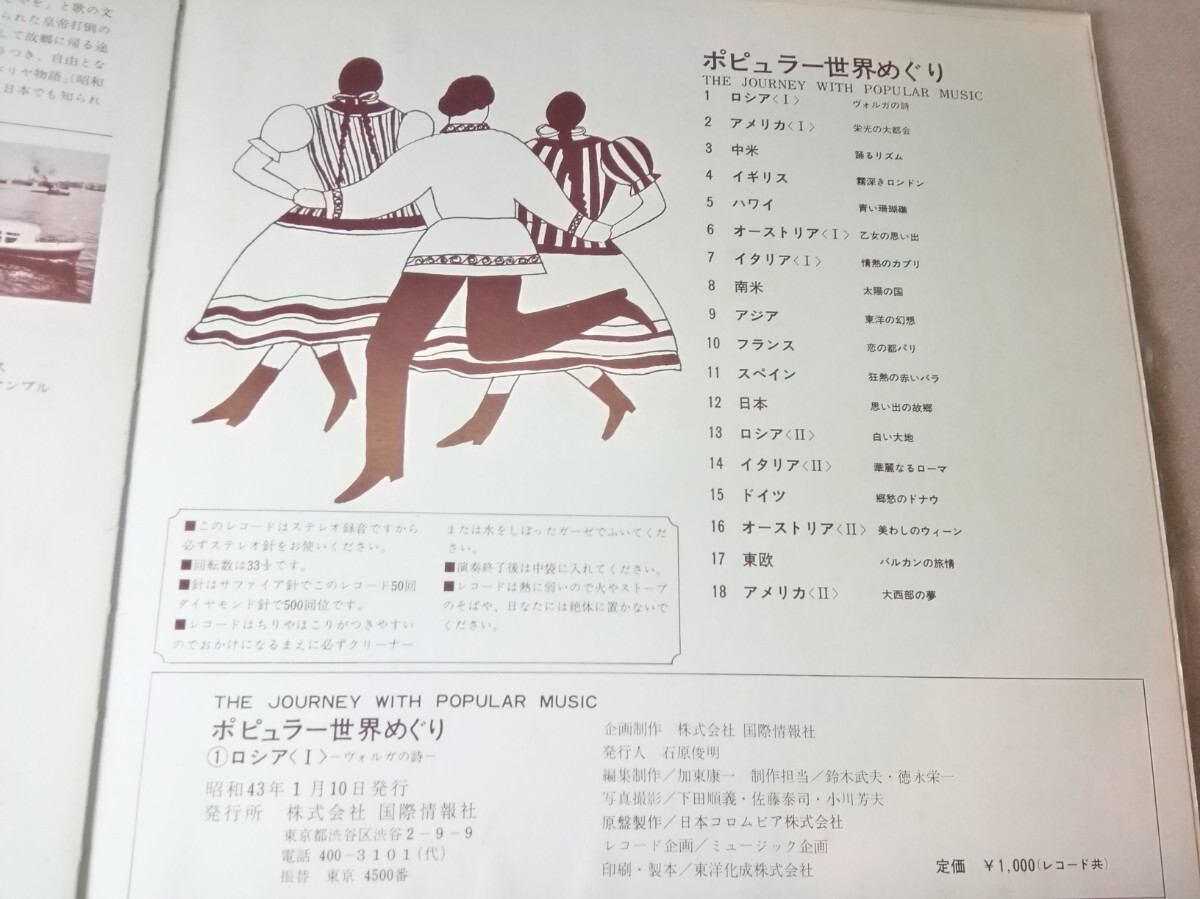 と歌の文
られた皇帝打倒の
して故郷に帰る途
つき、自由とな
リヤ物語」(昭和
日本でも知られ
ス
ンブル
ポピュラー世界めぐり
THE JOURNEY WITH POPULAR MUSIC
1 ロシア〈I〉 ヴォルガの詩
2 アメリカ〈I〉 栄光の大都会
3 中米 踊るリズム
4 イギリス 霧深きロンドン
5 ハワイ 青い珊瑚礁
6 オーストリア〈I〉 乙女の思い出
7 イタリア〈I〉 情熱のカプリ
8 南米 太陽の国
9 アジア 東洋の幻想
10 フランス 恋の都パリ
11 スペイン 狂熱の赤いバラ
12 日本 思い出の故郷
13 ロシア〈II〉 白い大地
14 イタリア〈II〉 華麗なるローマ
15 ドイツ 郷愁のドナウ
16 オーストリア〈II〉 美わしのウィーン
17 東欧 バルカンの旅情
18 アメリカ〈II〉 大西部の夢
■このレコードはステレオ録音ですから
必ずステレオ針をお使いください。
■回転数は33⅓です。
■針はサファイア針でこのレコード50回
ダイヤモンド針で500回位です。
■レコードはちりやほこりがつきやすい
のでおかけになるまえに必ずクリーナー
または水をしぼったガーゼでふいてくだ
さい。
■演奏終了後は中袋に入れてください。
■レコードは熱に弱いので火やストーブ
のそばや、日なたには絶体に置かないで
ください。
THE JOURNEY WITH POPULAR MUSIC
ポピュラー世界めぐり
①ロシア〈I〉−ヴォルガの詩−
昭和43年1月10日発行
発行所 株式会社 国際情報社
東京都渋谷区渋谷2−9−9
電話 400−3101(代)
振替 東京 4500番
企画制作 株式会社 国際情報社
発行人 石原俊明
編集制作/加東康一 制作担当/鈴木武夫・徳永栄一
写真撮影/下田順義・佐藤泰司・小川芳夫
原盤製作/日本コロムビア株式会社
レコード企画/ミュージック企画
印刷・製本/東洋化成株式会社
定価 ¥1,000(レコード共)